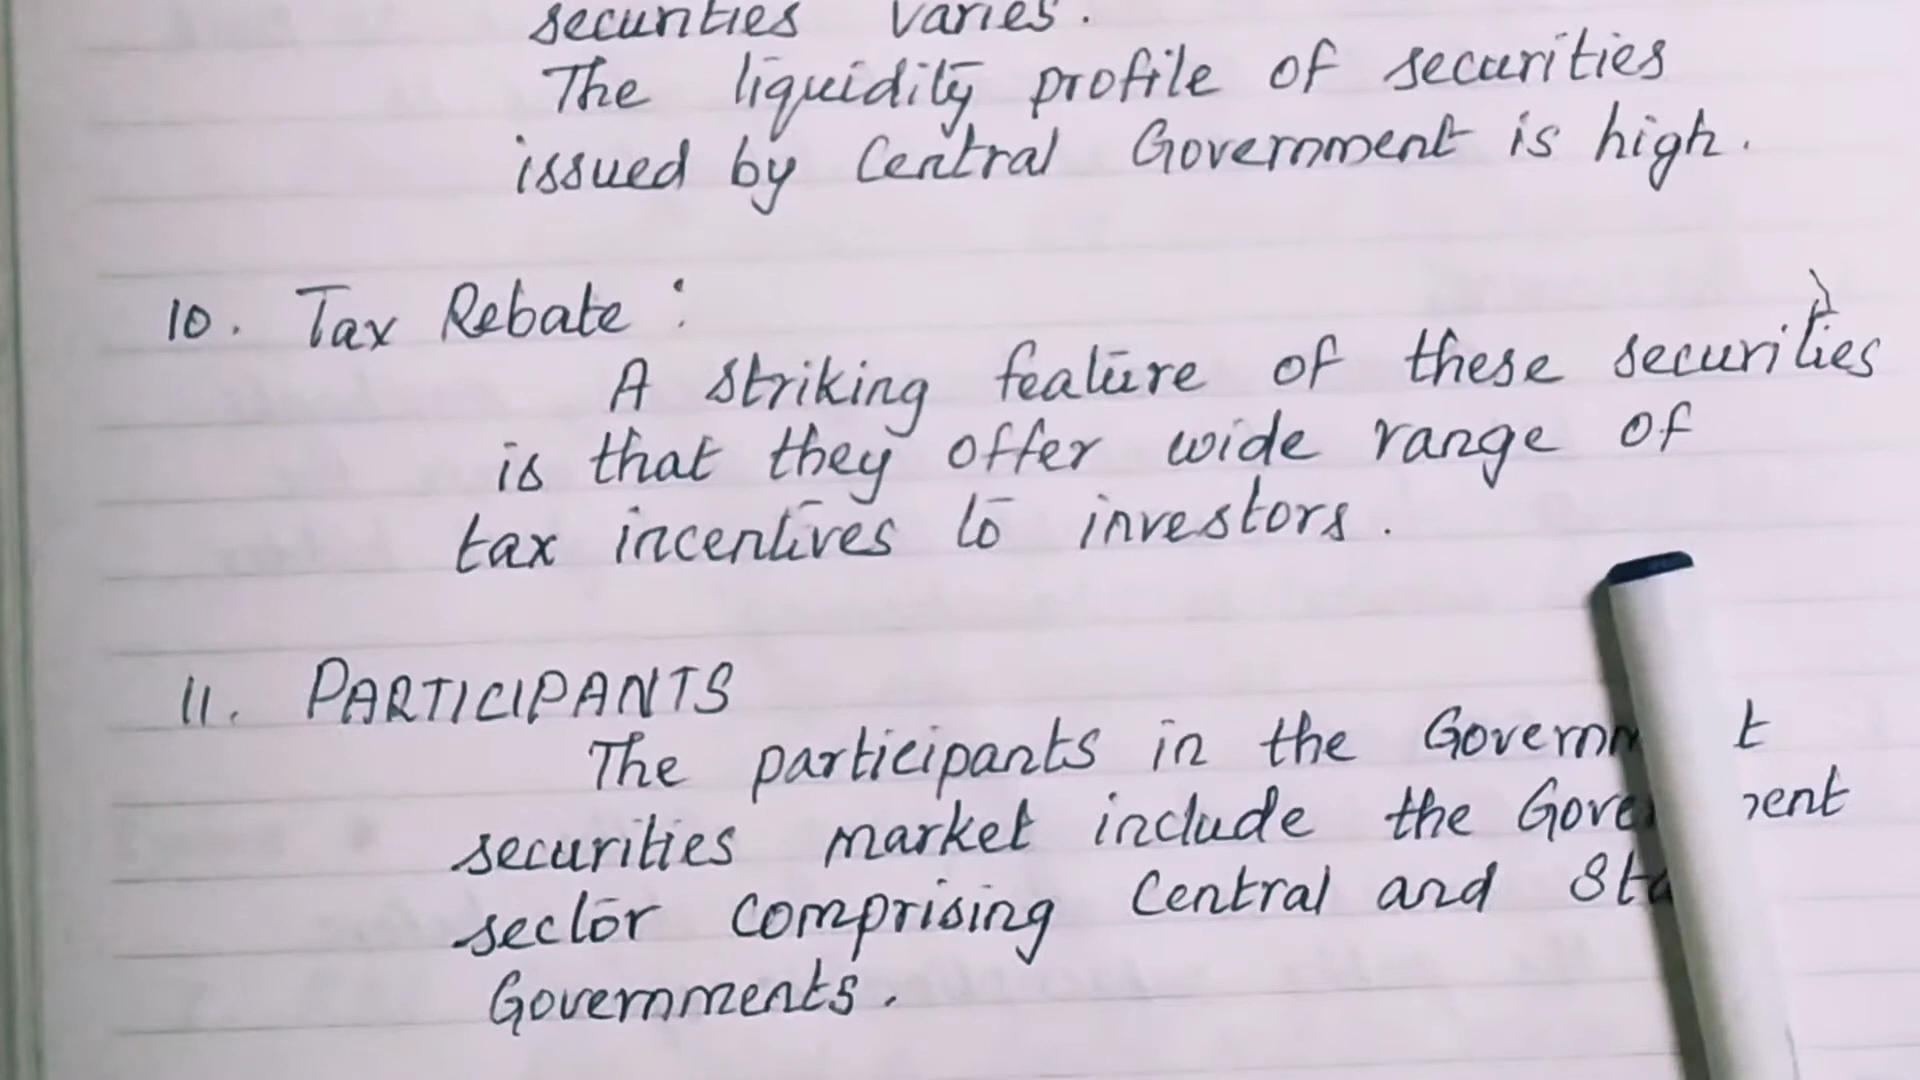 securities varies.
The liquidity profile of securities
issued by Central Government is high.
10. Tax Rebate :
A striking feature of these securities
is that they offer wide range of
tax incentives to investors.
11. PARTICIPANTS
The participants in the
securities market include the
sector comprising Central and
Governments.